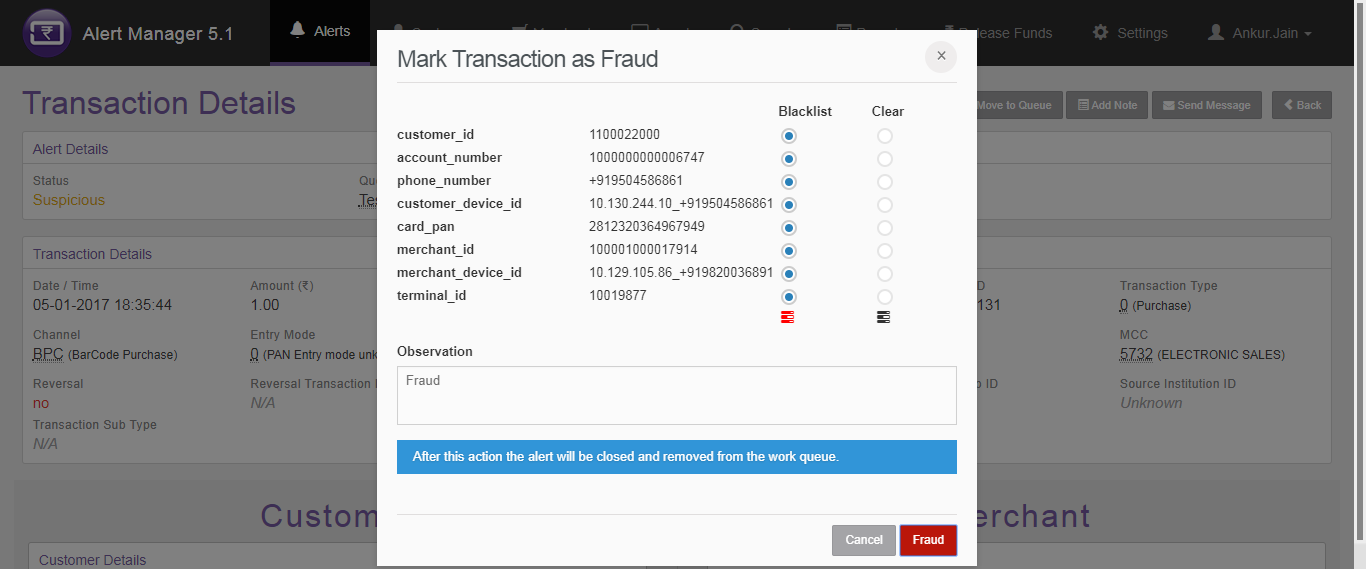 Alert Manager 5.1
Alerts
ease Funds
Settings
Ankur.Jain
Mark Transaction as Fraud
×
Transaction Details
Move to Queue
Add Note
Send Message
Back
Blacklist Clear
customer_id 1100022000
account_number 1000000000006747
phone_number +919504586861
customer_device_id 10.130.244.10_+919504586861
card_pan 2812320364967949
merchant_id 100001000017914
merchant_device_id 10.129.105.86_+919820036891
terminal_id 10019877
Observation
Fraud
After this action the alert will be closed and removed from the work queue.
Cancel
Fraud
Alert Details
Status
Suspicious
Transaction Details
Date / Time Amount (₹) Transaction Type
05-01-2017 18:35:44 1.00 131 0 (Purchase)
Channel Entry Mode MCC
BPC (BarCode Purchase) 0 (PAN Entry mode unk 5732 (ELECTRONIC SALES)
Reversal Reversal Transaction ID Source Institution ID
no N/A Unknown
Transaction Sub Type
N/A
Custom erchant
Customer Details